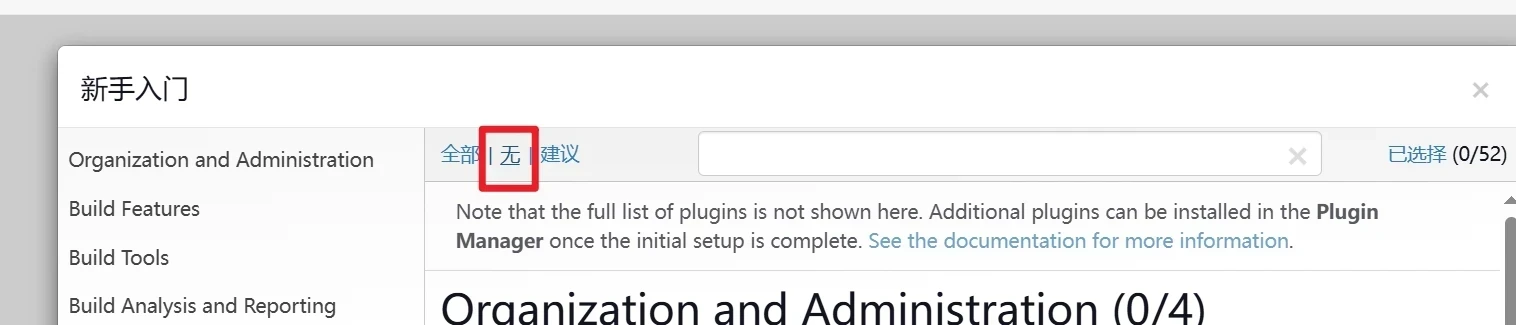 新手入门
×
Organization and Administration
Build Features
Build Tools
Build Analysis and Reporting
全部 | 无 | 建议
已选择 (0/52)
Note that the full list of plugins is not shown here. Additional plugins can be installed in the Plugin
Manager once the initial setup is complete. See the documentation for more information.
Organization and Administration (0/4)